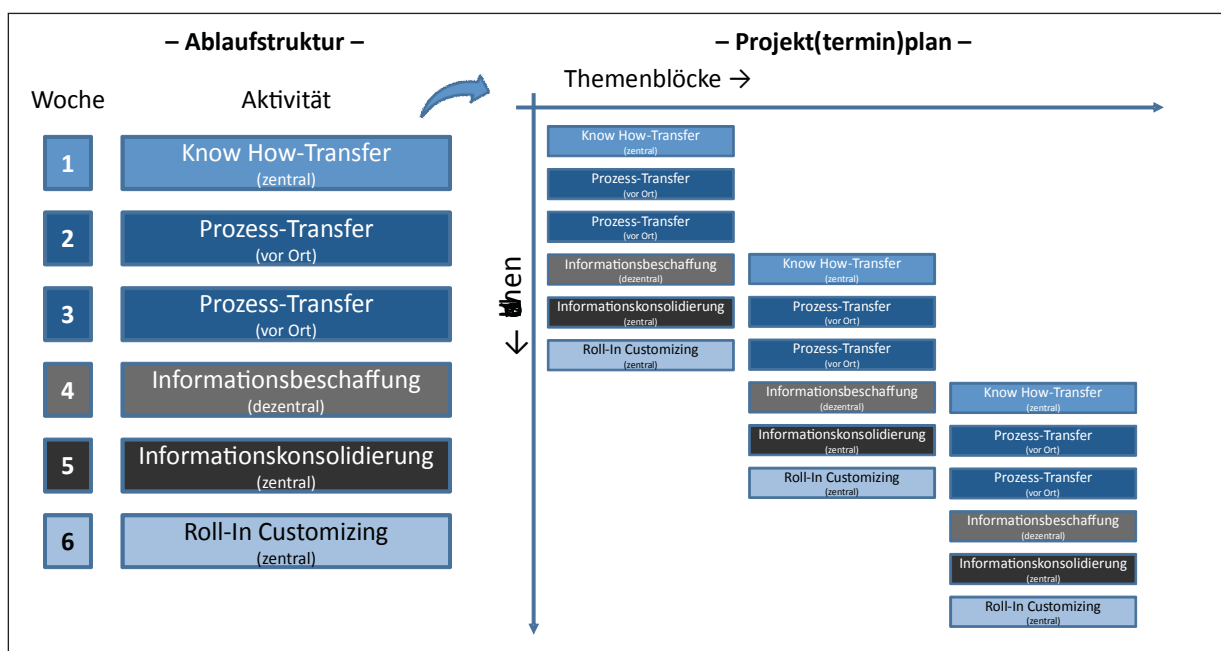 – Ablaufstruktur –
Woche
Aktivität
1
Know How-Transfer
(zentral)
2
Prozess-Transfer
(vor Ort)
3
Prozess-Transfer
(vor Ort)
4
Informationsbeschaffung
(dezentral)
5
Informationskonsolidierung
(zentral)
6
Roll-In Customizing
(zentral)
– Projekt(termin)plan –
Themenblöcke →
Know How-Transfer
(zentral)
Prozess-Transfer
(vor Ort)
Prozess-Transfer
(vor Ort)
Informationsbeschaffung
(dezentral)
Informationskonsolidierung
(zentral)
Roll-In Customizing
(zentral)
Know How-Transfer
(zentral)
Prozess-Transfer
(vor Ort)
Prozess-Transfer
(vor Ort)
Informationsbeschaffung
(dezentral)
Informationskonsolidierung
(zentral)
Roll-In Customizing
(zentral)
Know How-Transfer
(zentral)
Prozess-Transfer
(vor Ort)
Prozess-Transfer
(vor Ort)
Informationsbeschaffung
(dezentral)
Informationskonsolidierung
(zentral)
Roll-In Customizing
(zentral)